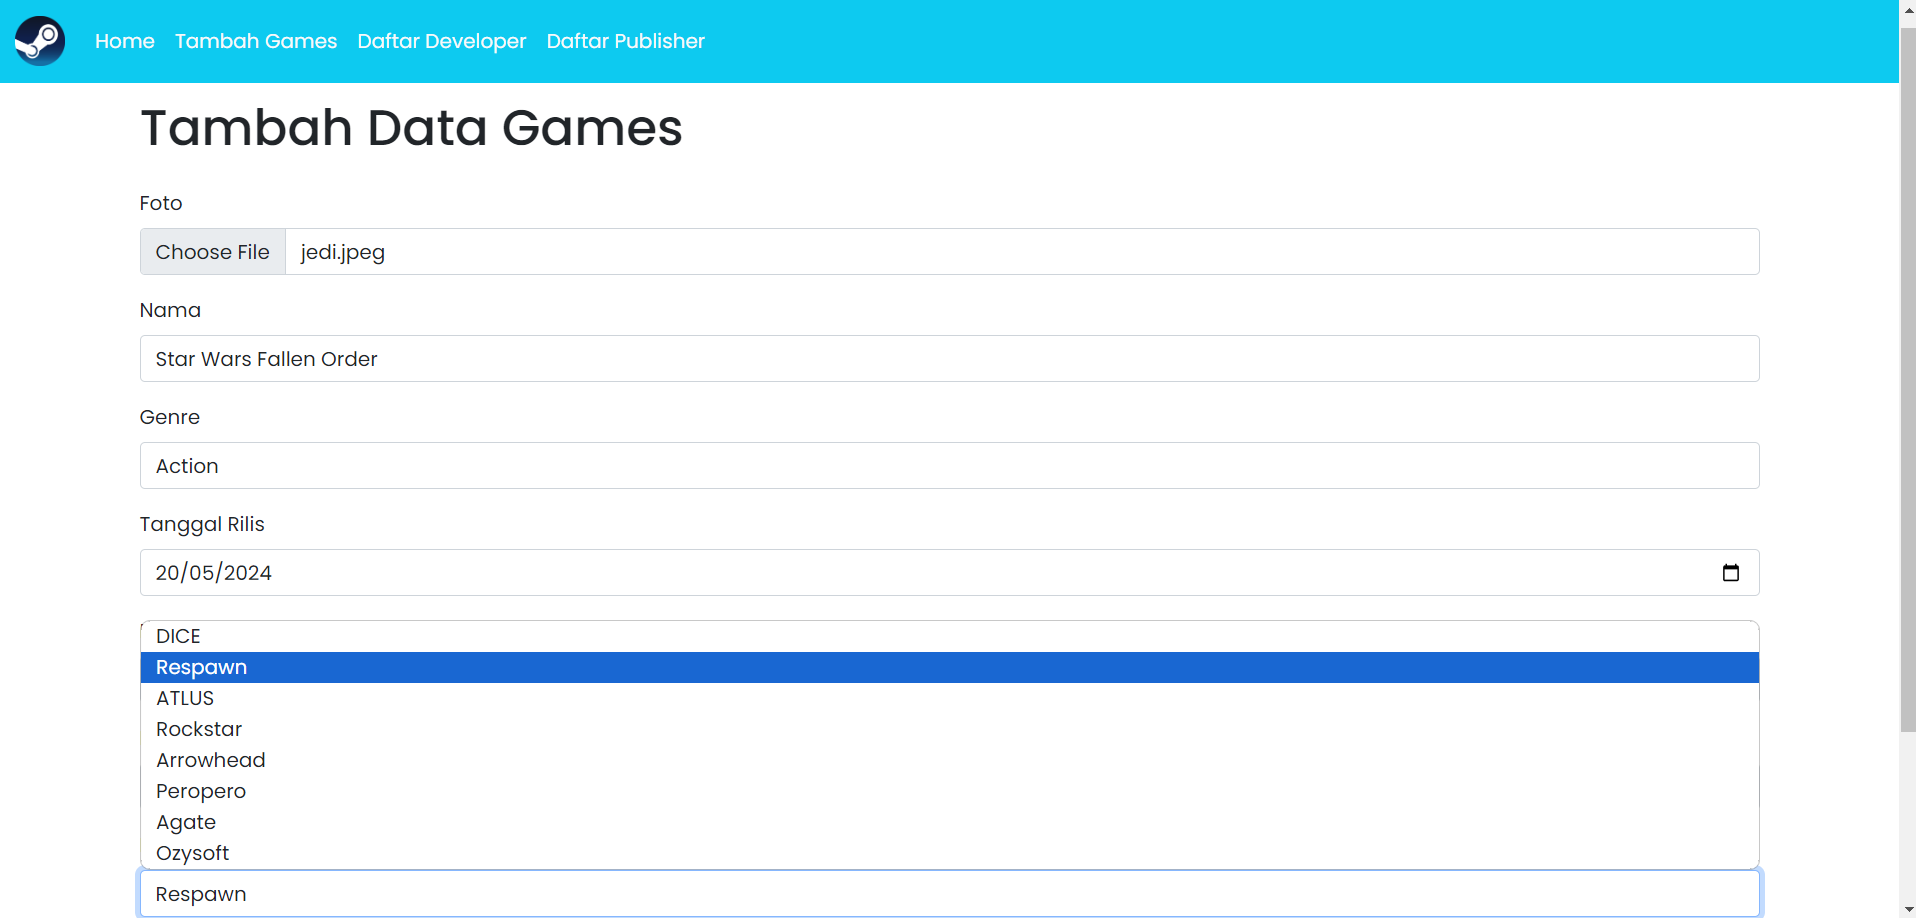 Home Tambah Games Daftar Developer Daftar Publisher
Tambah Data Games
Foto
Choose File jedi.jpeg
Nama
Star Wars Fallen Order
Genre
Action
Tanggal Rilis
20/05/2024
DICE
Respawn
ATLUS
Rockstar
Arrowhead
Peropero
Agate
Ozysoft
Respawn